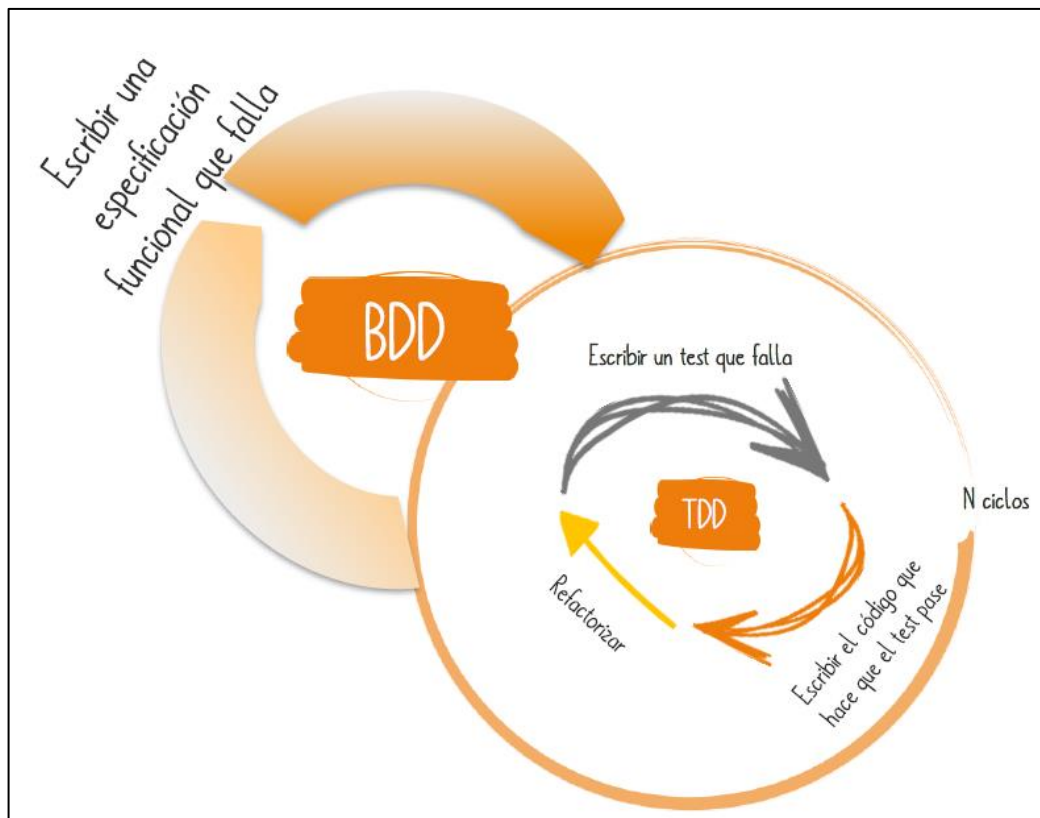 Escribir una
especificación
funcional que falla
BDD
Escribir un test que falla
TDD
N ciclos
Refactorizar
Escribir el código que
hace que el test pase